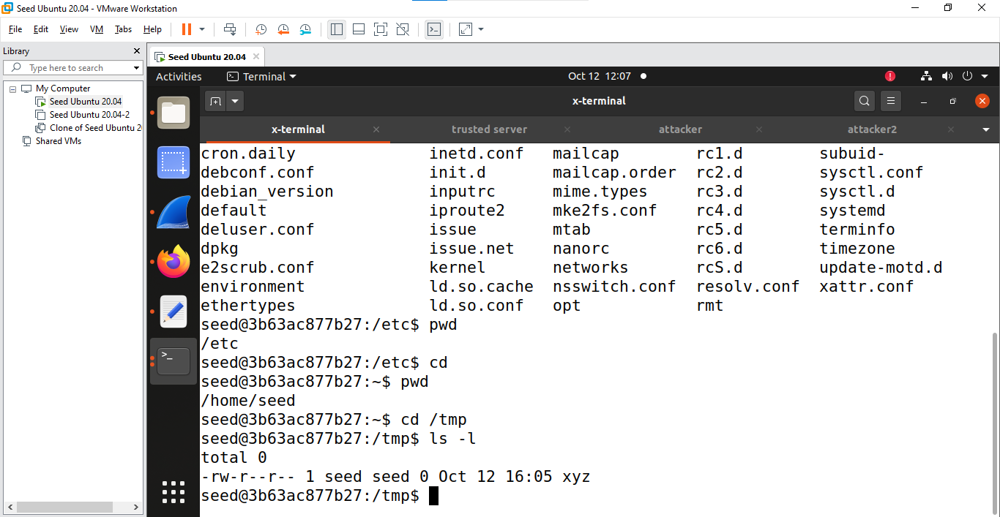 Seed Ubuntu 20.04 - VMware Workstation
File Edit View VM Tabs Help
Library
Type here to search
My Computer
Seed Ubuntu 20.04
Seed Ubuntu 20.04-2
Clone of Seed Ubuntu 2
Shared VMs
Seed Ubuntu 20.04
Activities Terminal Oct 12 12:07
x-terminal
x-terminal trusted server attacker attacker2
cron.daily inetd.conf mailcap rc1.d subuid-
debconf.conf init.d mailcap.order rc2.d sysctl.conf
debian_version inputrc mime.types rc3.d sysctl.d
default iproute2 mke2fs.conf rc4.d systemd
deluser.conf issue mtab rc5.d terminfo
dpkg issue.net nanorc rc6.d timezone
e2scrub.conf kernel networks rcS.d update-motd.d
environment ld.so.cache nsswitch.conf resolv.conf xattr.conf
ethertypes ld.so.conf opt rmt
seed@3b63ac877b27:/etc$ pwd
/etc
seed@3b63ac877b27:/etc$ cd
seed@3b63ac877b27:~$ pwd
/home/seed
seed@3b63ac877b27:~$ cd /tmp
seed@3b63ac877b27:/tmp$ ls -l
total 0
-rw-r--r-- 1 seed seed 0 Oct 12 16:05 xyz
seed@3b63ac877b27:/tmp$